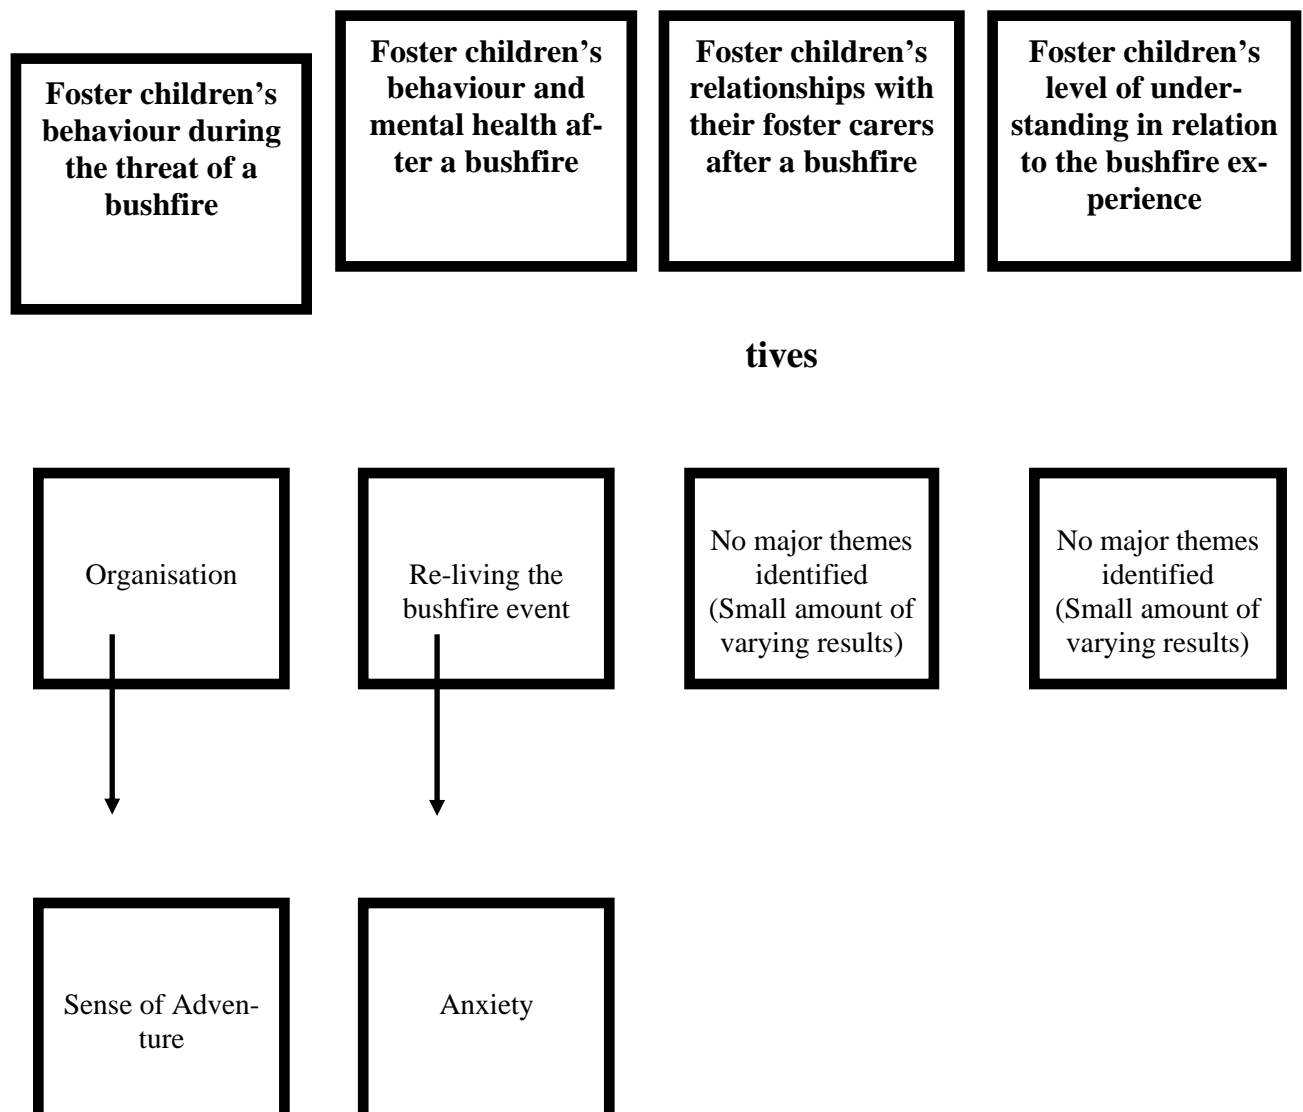 Foster children’s
behaviour during
the threat of a
bushfire
Foster children’s
behaviour and
mental health af-
ter a bushfire
Foster children’s
relationships with
their foster carers
after a bushfire
Foster children’s
level of under-
standing in relation
to the bushfire ex-
perience
tives
Organisation
Re-living the
bushfire event
No major themes
identified
(Small amount of
varying results)
No major themes
identified
(Small amount of
varying results)
Sense of Adven-
ture
Anxiety